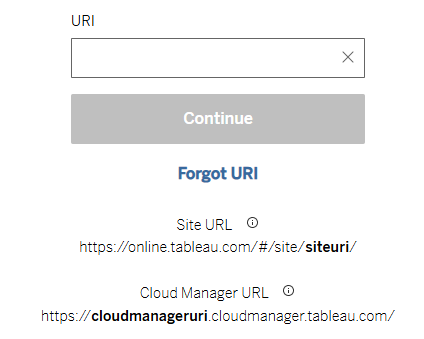 URI
Continue
Forgot URI
Site URL
https://online.tableau.com/#/site/siteuri/
Cloud Manager URL
https://cloudmanageruri.cloudmanager.tableau.com/